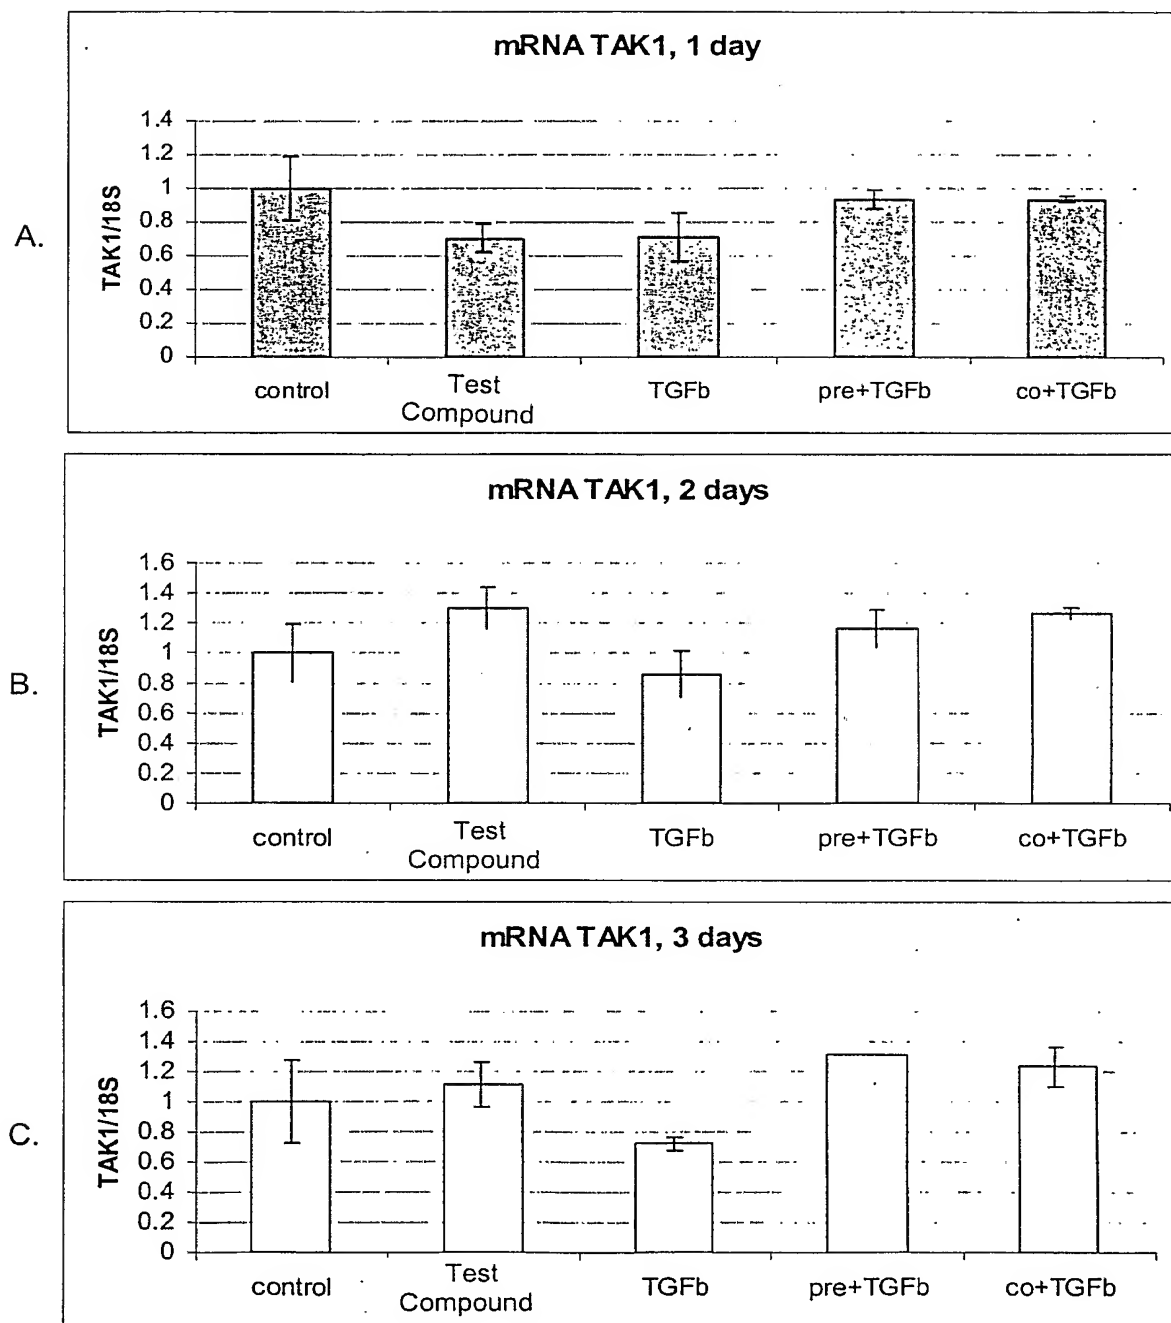 A.
mRNA TAK1, 1 day
TAK1/18S
1.4
1.2
1
0.8
0.6
0.4
0.2
0
control
Test
Compound
TGFb
pre+TGFb
co+TGFb
B.
mRNA TAK1, 2 days
TAK1/18S
1.6
1.4
1.2
1
0.8
0.6
0.4
0.2
0
control
Test
Compound
TGFb
pre+TGFb
co+TGFb
C.
mRNA TAK1, 3 days
TAK1/18S
1.6
1.4
1.2
1
0.8
0.6
0.4
0.2
0
control
Test
Compound
TGFb
pre+TGFb
co+TGFb